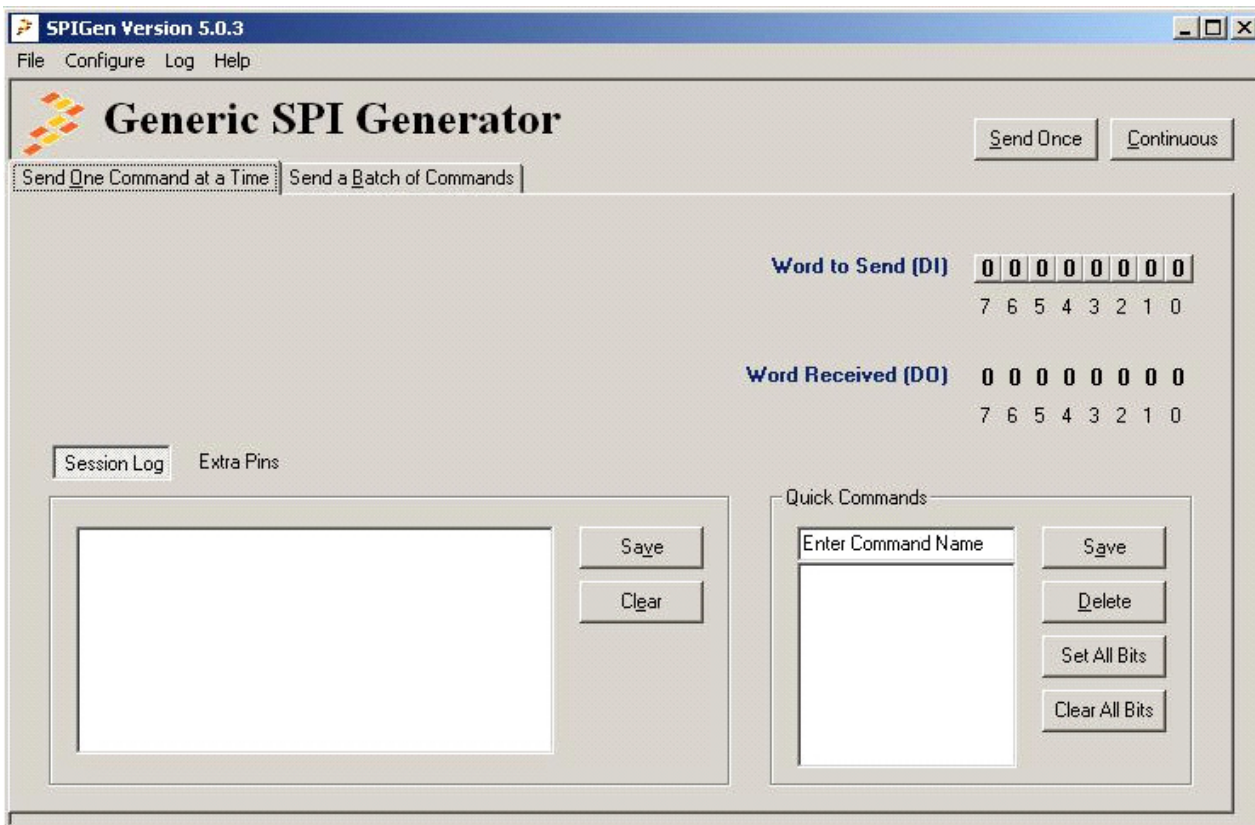 SPIGen Version 5.0.3
File Configure Log Help
Generic SPI Generator
Send Once Continuous
Send One Command at a Time Send a Batch of Commands
Word to Send (DI) 0 0 0 0 0 0 0 0
7 6 5 4 3 2 1 0
Word Received (DO) 0 0 0 0 0 0 0 0
7 6 5 4 3 2 1 0
Session Log Extra Pins
Quick Commands
Save
Clear
Enter Command Name
Save
Delete
Set All Bits
Clear All Bits